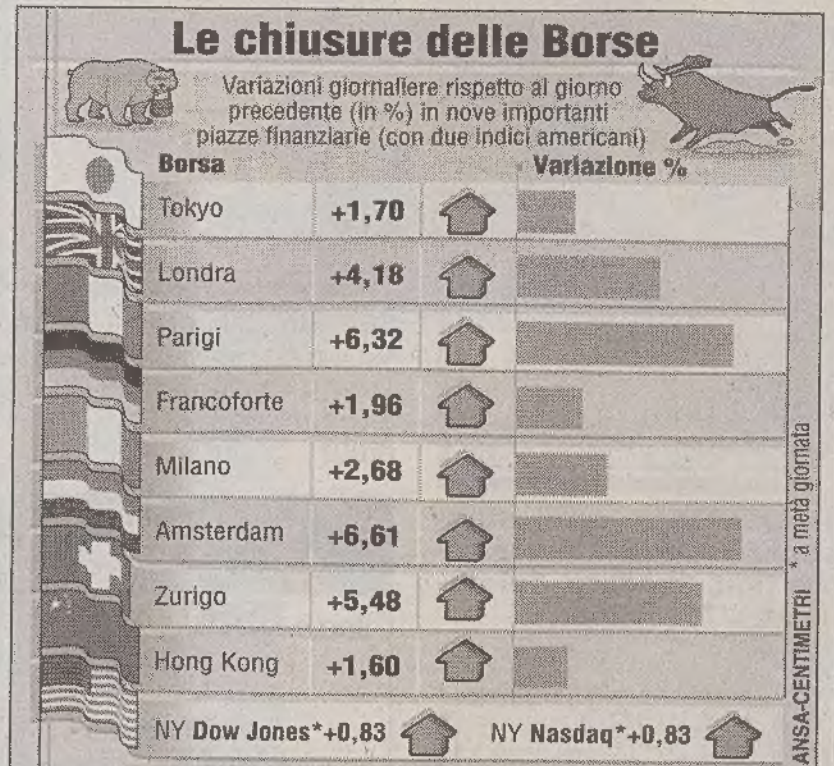 Le chiusure delle Borse
Variazioni giornaliere rispetto al giorno
precedente (in %) in nove importanti
piazze finanziarie (con due indici americani)
Borsa Variazione %
Tokyo +1,70
Londra +4,18
Parigi +6,32
Francoforte +1,96
Milano +2,68
Amsterdam +6,61
Zurigo +5,48
Hong Kong +1,60
NY Dow Jones*+0,83 NY Nasdaq*+0,83
ANSA-CENTIMETRI * a meta giornata